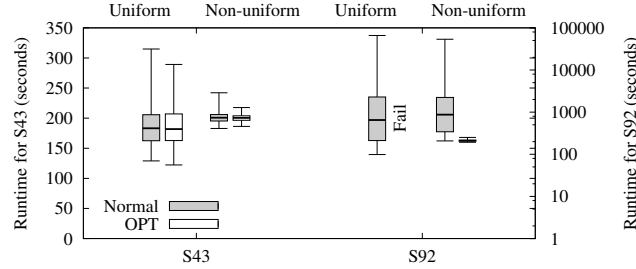 Uniform Non-uniform Uniform Non-uniform
Runtime for S43 (seconds)
350
300
250
200
150
100
50
0
Fail
Normal
OPT
S43 S92
100000
10000
1000
100
10
1
Runtime for S92 (seconds)